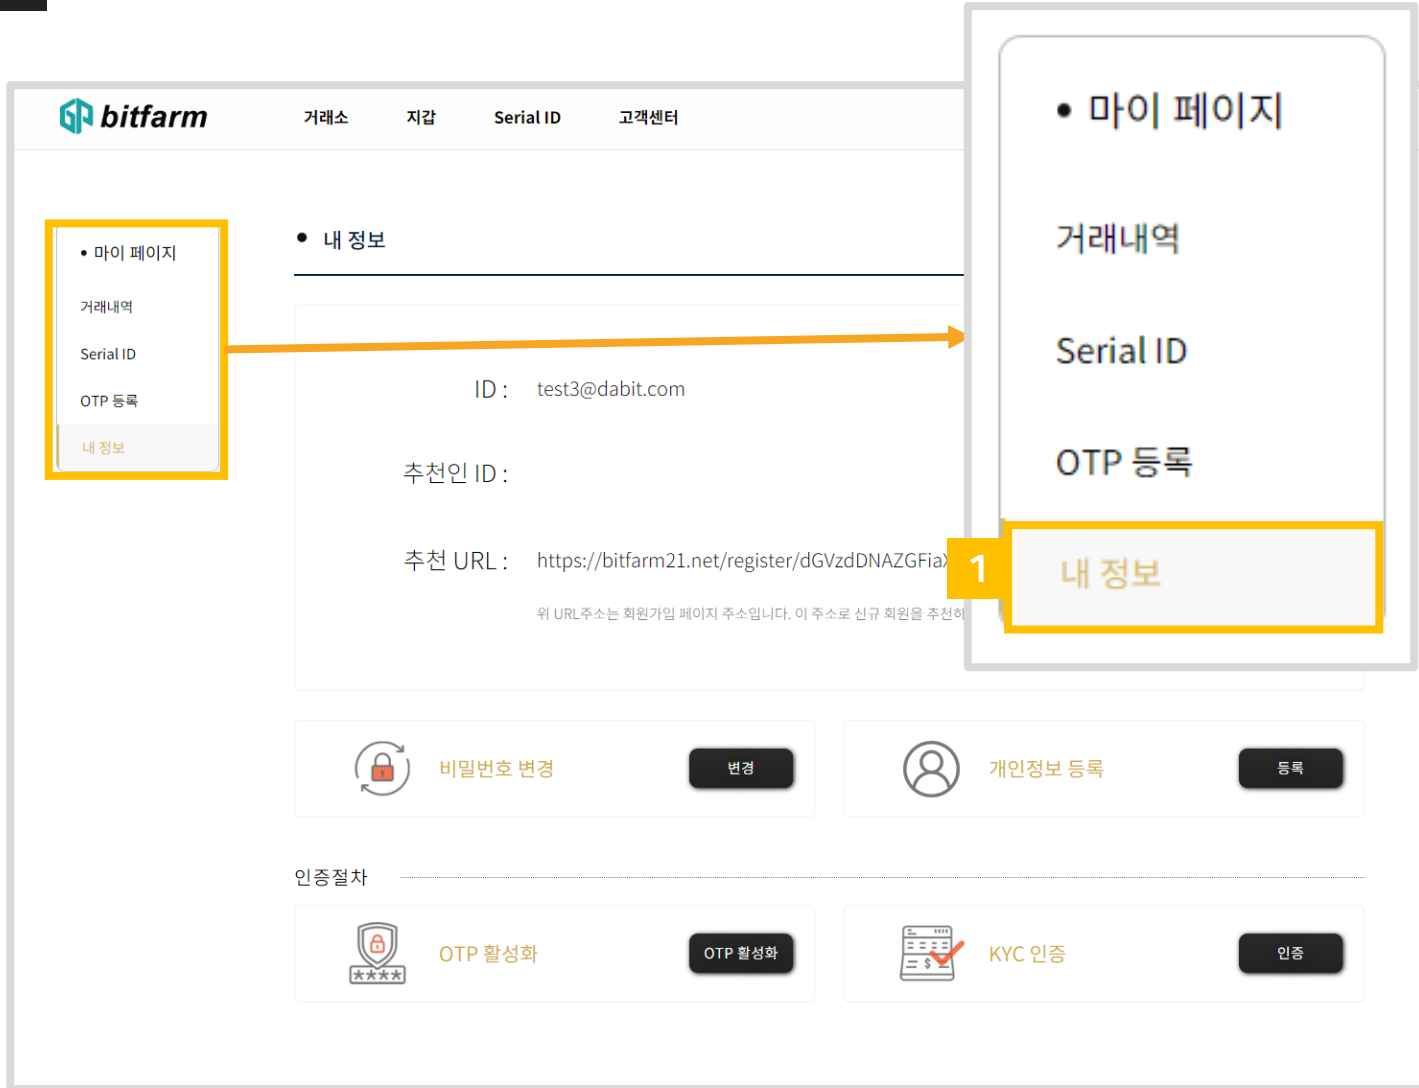 bitfarm
거래소 지갑 Serial ID 고객센터
• 마이 페이지
거래내역
Serial ID
OTP 등록
내 정보
• 내 정보
ID : test3@dabit.com
추천인 ID :
추천 URL : https://bitfarm21.net/register/dGVzdDNAZGFia
위 URL주소는 회원가입 페이지 주소입니다. 이 주소로 신규 회원을 추천하
• 마이 페이지
거래내역
Serial ID
OTP 등록
1 내 정보
비밀번호 변경 변경
개인정보 등록 등록
인증절차
****
OTP 활성화 OTP 활성화
$
KYC 인증 인증